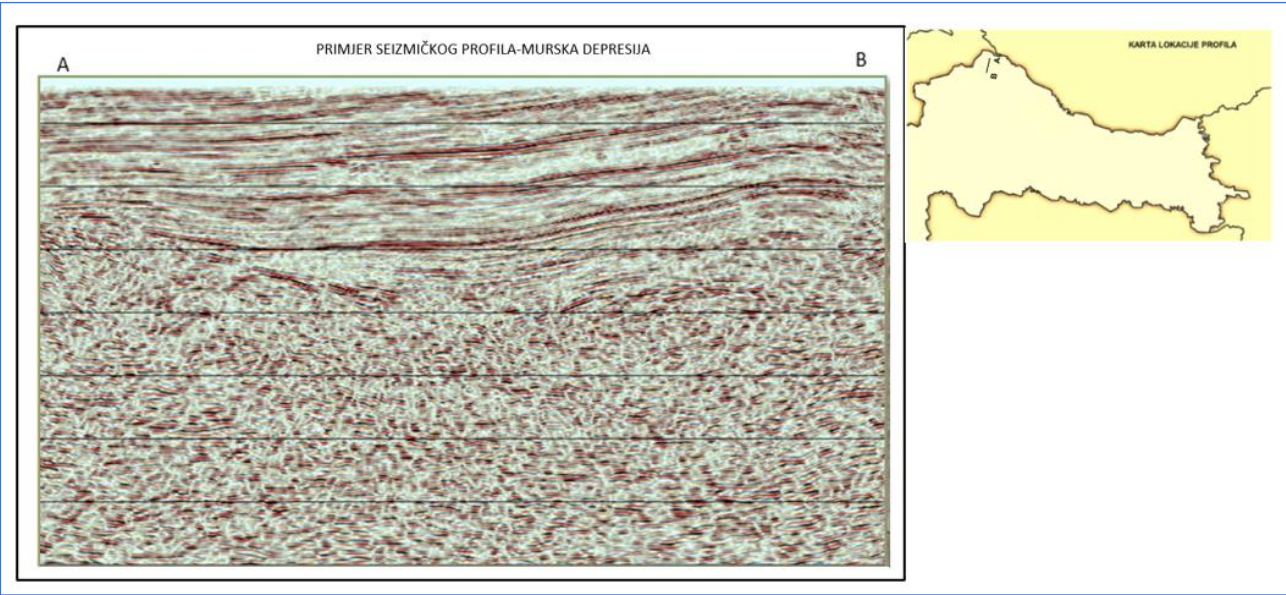 PRIMJER SEIZMIČKOG PROFILA-MURSKA DEPRESIJA
A
B
KARTA LOKACIJE PROFILA
A
B